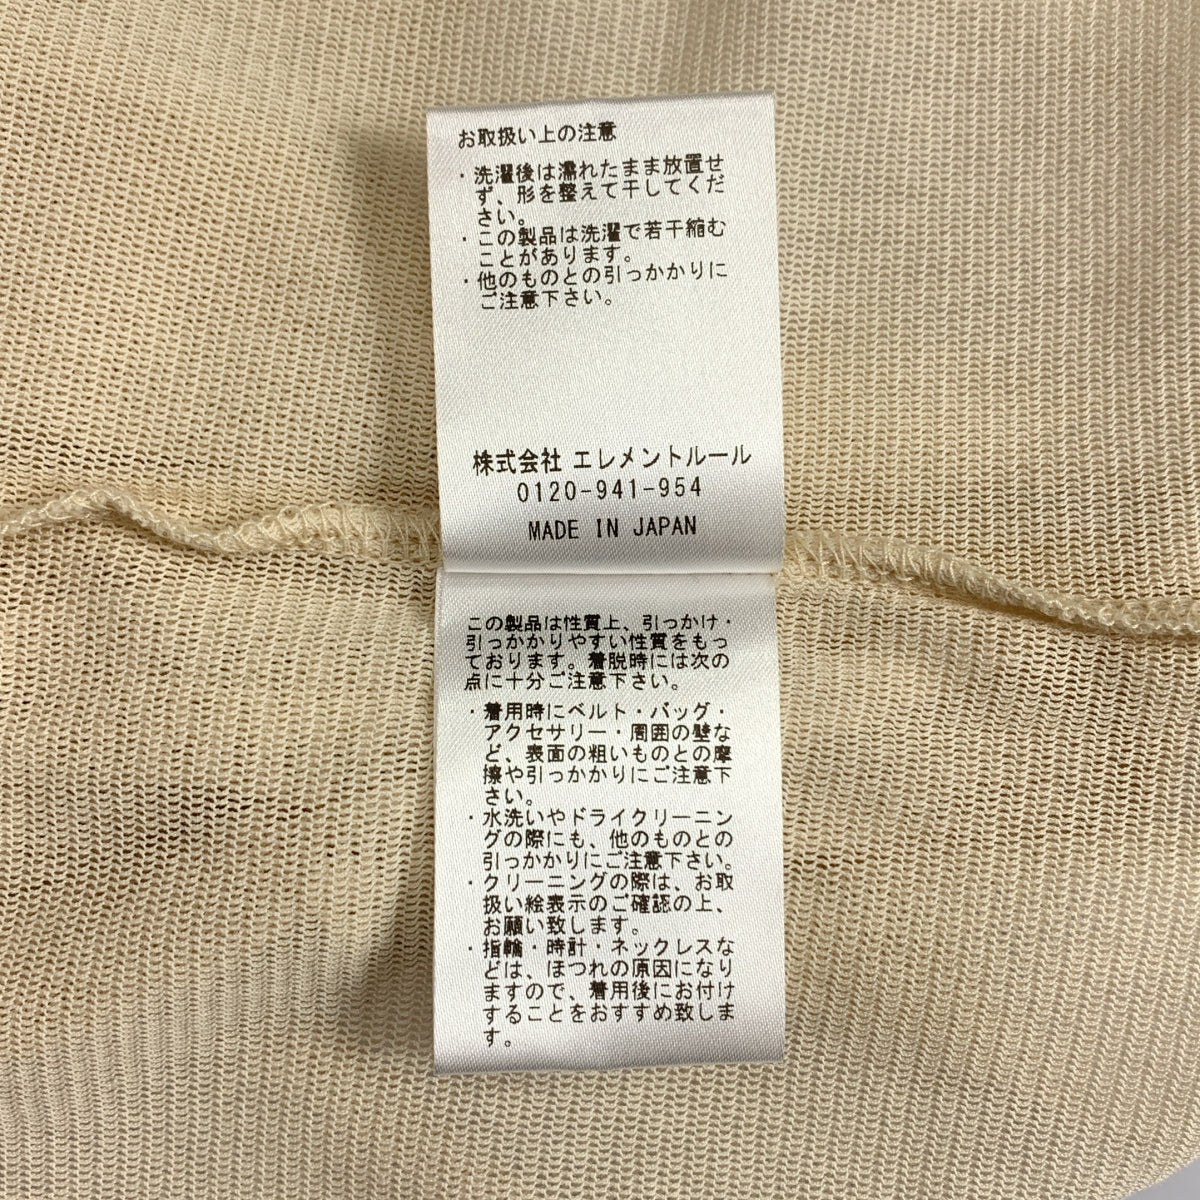 お取扱い上の注意
・洗濯後は濡れたまま放置せ
ず、形を整えて干してくだ
さい。
・この製品は洗濯で若干縮む
ことがあります。
・他のものとの引っかかりに
ご注意下さい。
株式会社 エレメントルール
0120-941-954
MADE IN JAPAN
この製品は性質上、引っかけ・
引っかかりやすい性質をもっ
ております。着脱時には次の
点に十分ご注意下さい。
・着用時にベルト・バッグ・
アクセサリー・周囲の壁な
ど、表面の粗いものとの摩
擦や引っかかりにご注意下
さい。
・水洗いやドライクリーニン
グの際にも、他のものとの
引っかかりにご注意下さい。
・クリーニングの際は、お取
扱い絵表示のご確認の上、
お願い致します。
・指輪・時計・ネックレスな
どは、ほつれの原因になり
ますので、着用後にお付け
することをおすすめ致しま
す。